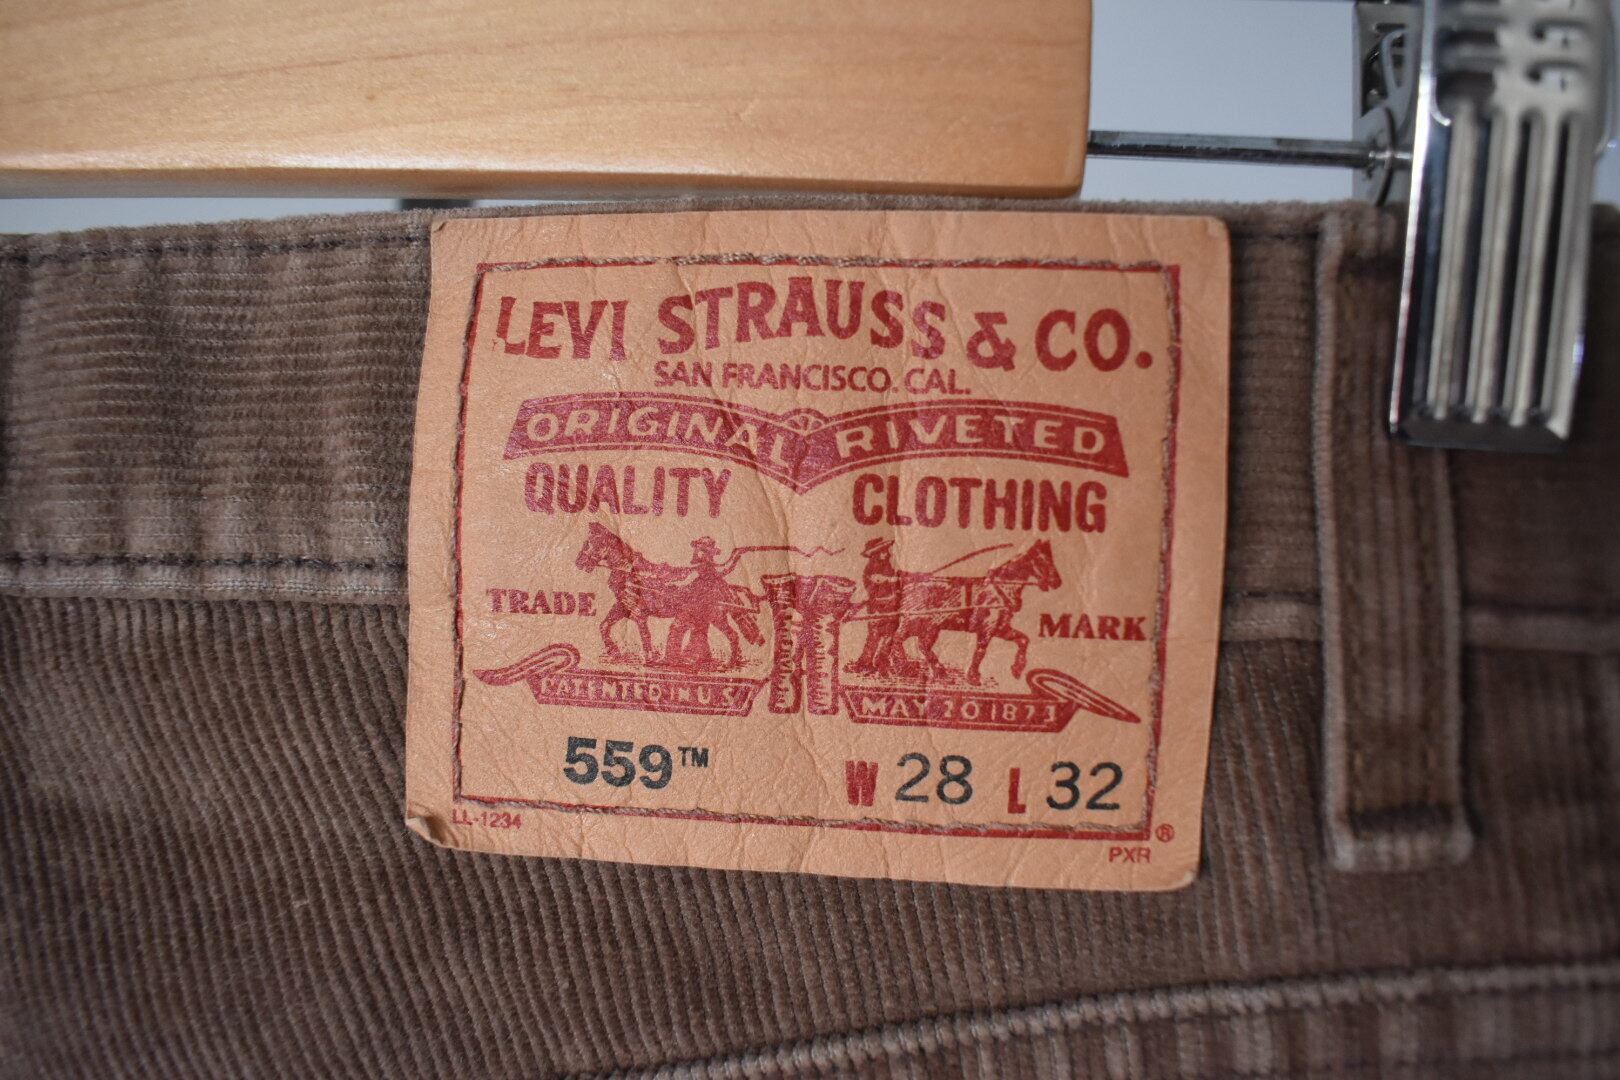 LEVI STRAUSS & CO.
SAN FRANCISCO. CAL.
ORIGINAL RIVETED
QUALITY CLOTHING
TRADE MARK
PATENTED IN U S MAY 20 1873
559™ W 28 L 32
LL-1234 ®
PXR